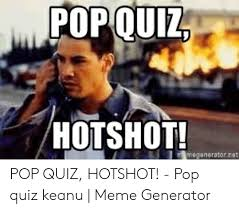 POP QUIZ,
HOTSHOT!
memegenerator.net
POP QUIZ, HOTSHOT! - Pop
quiz keanu | Meme Generator